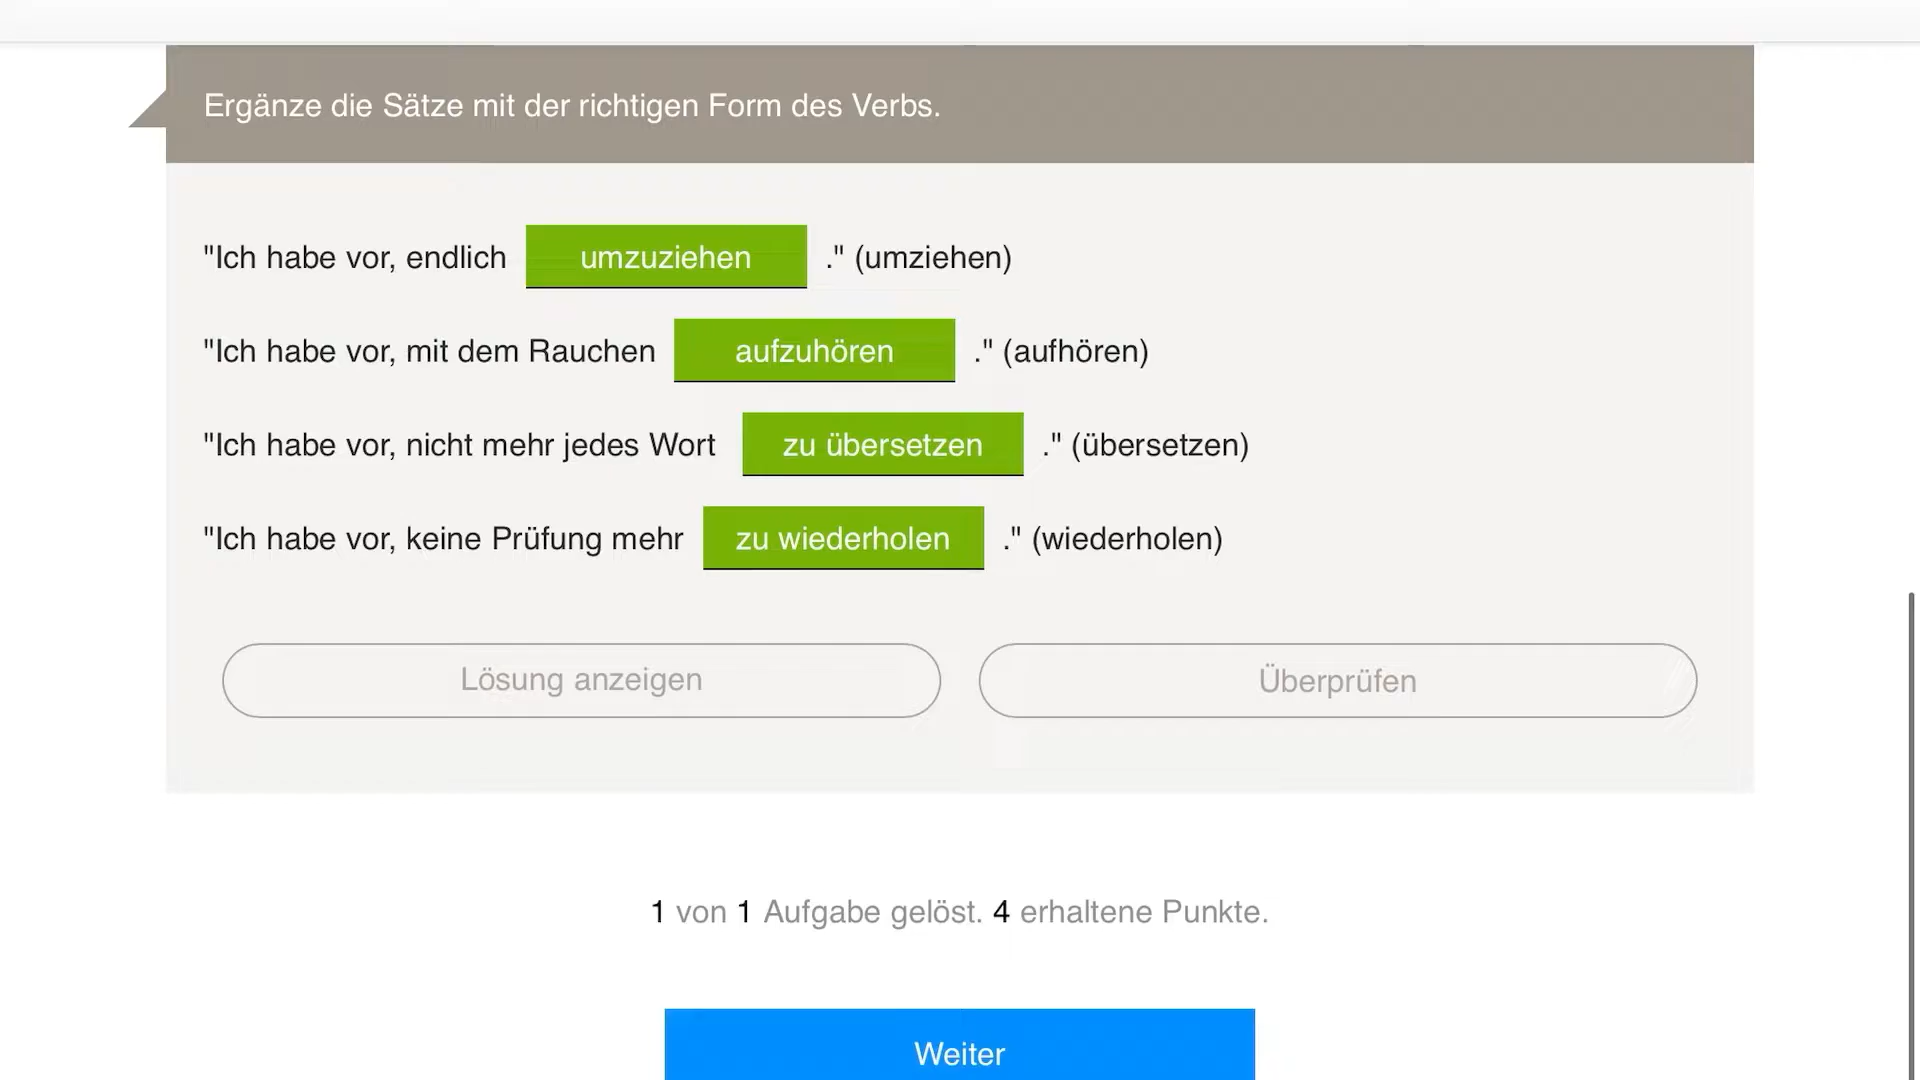 Ergänze die Sätze mit der richtigen Form des Verbs.
"Ich habe vor, endlich umzuziehen ." (umziehen)
"Ich habe vor, mit dem Rauchen aufzuhören ." (aufhören)
"Ich habe vor, nicht mehr jedes Wort zu übersetzen ." (übersetzen)
"Ich habe vor, keine Prüfung mehr zu wiederholen ." (wiederholen)
Lösung anzeigen
Überprüfen
1 von 1 Aufgabe gelöst. 4 erhaltene Punkte.
Weiter